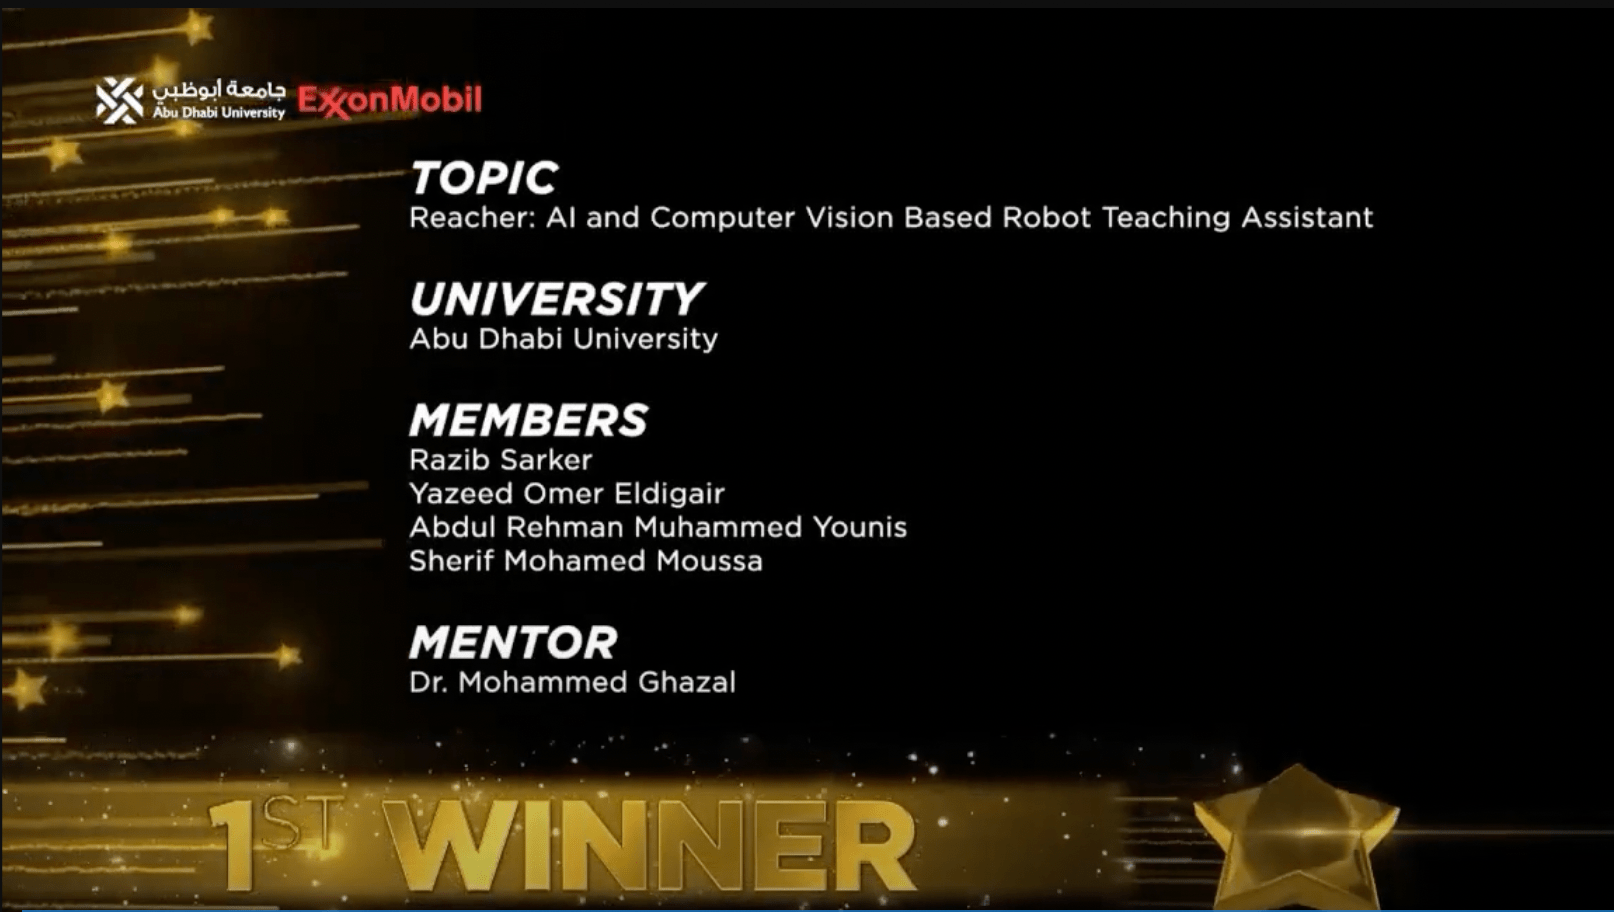 جامعة أبوظبي
Abu Dhabi University
ExxonMobil
TOPIC
Reacher: AI and Computer Vision Based Robot Teaching Assistant
UNIVERSITY
Abu Dhabi University
MEMBERS
Razib Sarker
Yazeed Omer Eldigair
Abdul Rehman Muhammed Younis
Sherif Mohamed Moussa
MENTOR
Dr. Mohammed Ghazal
1ST WINNER